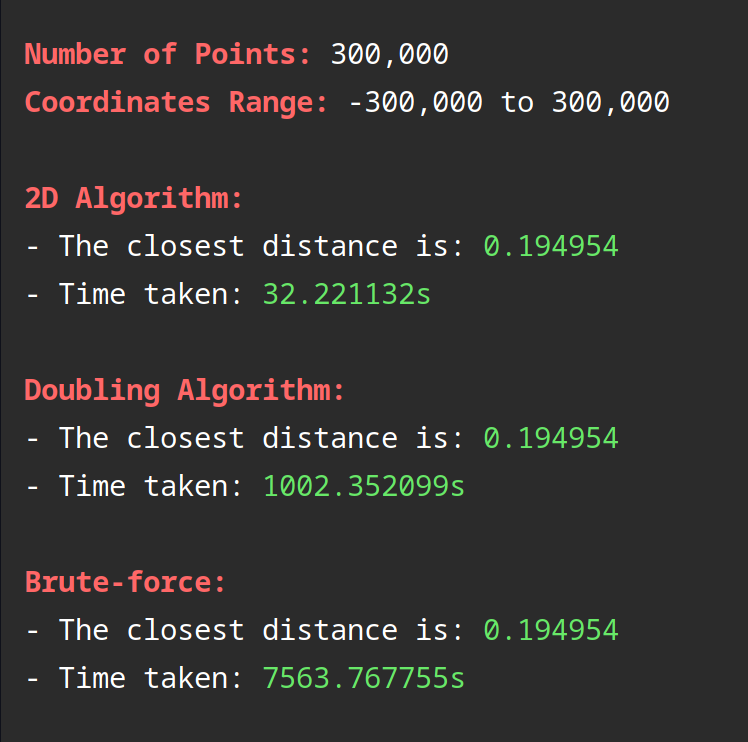 Number of Points: 300,000
Coordinates Range: -300,000 to 300,000
2D Algorithm:
- The closest distance is: 0.194954
- Time taken: 32.221132s
Doubling Algorithm:
- The closest distance is: 0.194954
- Time taken: 1002.352099s
Brute-force:
- The closest distance is: 0.194954
- Time taken: 7563.767755s